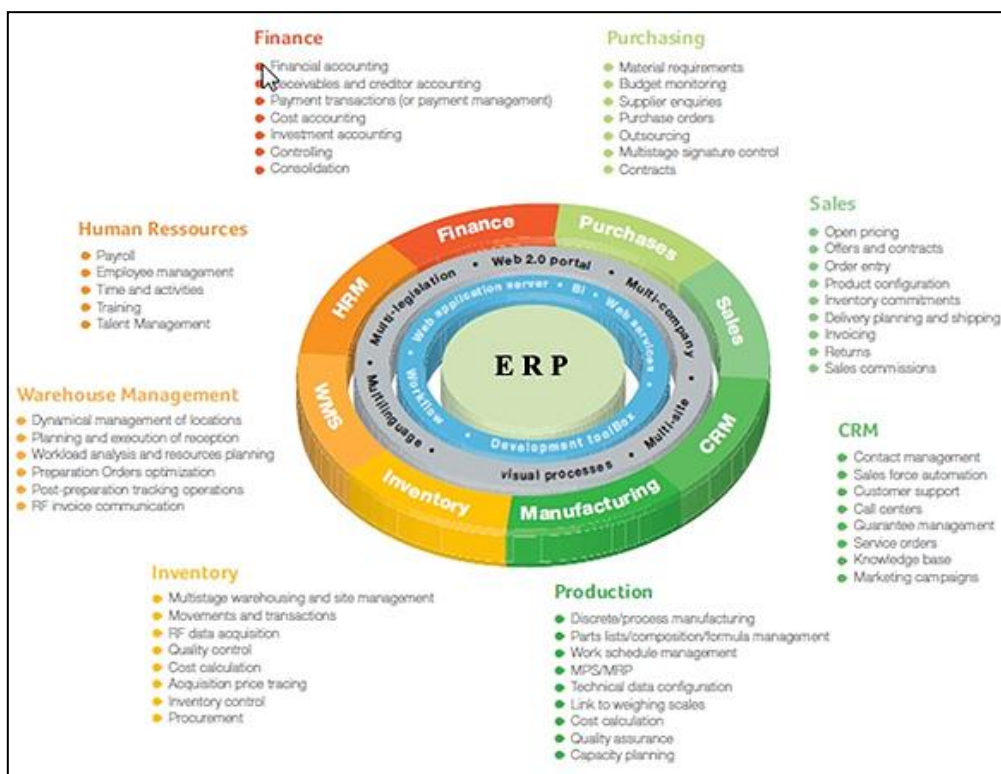 Finance
Financial accounting
Receivables and creditor accounting
Payment transactions (or payment management)
Cost accounting
Investment accounting
Controlling
Consolidation
Purchasing
Material requirements
Budget monitoring
Supplier enquiries
Purchase orders
Outsourcing
Multistage signature control
Contracts
Human Ressources
Payroll
Employee management
Time and activities
Training
Talent Management
Sales
Open pricing
Offers and contracts
Order entry
Product configuration
Inventory commitments
Delivery planning and shipping
Invoicing
Returns
Sales commissions
Finance
Purchases
Sales
CRM
Manufacturing
Inventory
WMS
HRM
Multi-legislation • Web 2.0 portal • Multi-company • Multi-site • visual processes • Multilanguage •
Web application server • BI • Web services • Development toolBox • Workflow •
ERP
Warehouse Management
Dynamical management of locations
Planning and execution of reception
Workload analysis and resources planning
Preparation Orders optimization
Post-preparation tracking operations
RF invoice communication
CRM
Contact management
Sales force automation
Customer support
Call centers
Guarantee management
Service orders
Knowledge base
Marketing campaigns
Inventory
Multistage warehousing and site management
Movements and transactions
RF data acquisition
Quality control
Cost calculation
Acquisition price tracing
Inventory control
Procurement
Production
Discrete/process manufacturing
Parts lists/composition/formula management
Work schedule management
MPS/MRP
Technical data configuration
Link to weighing scales
Cost calculation
Quality assurance
Capacity planning